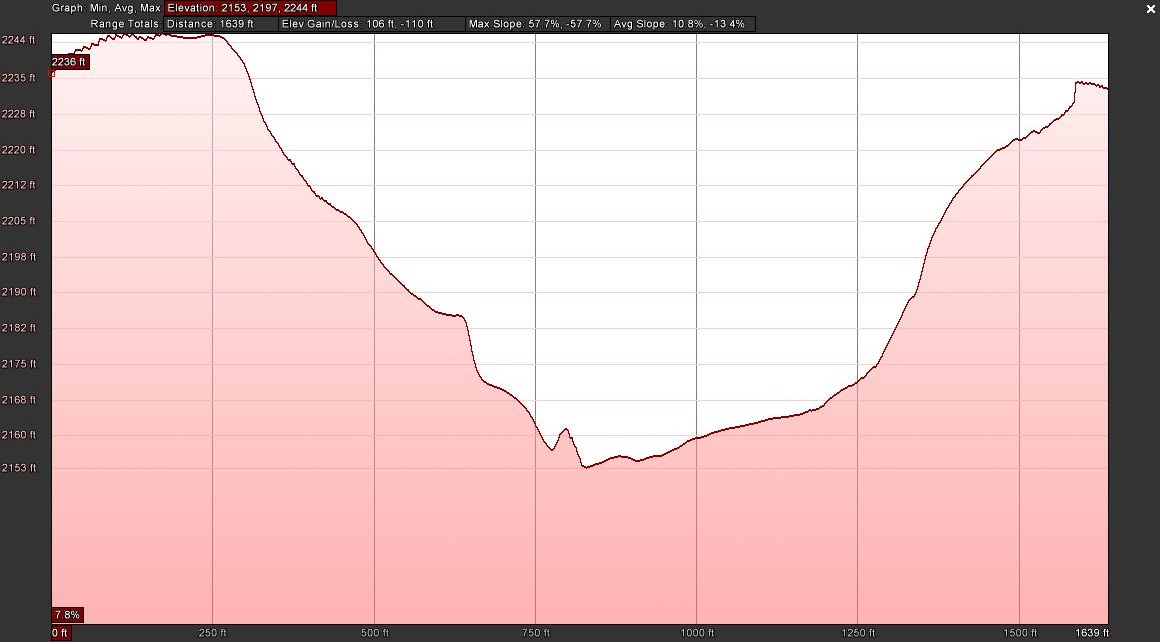 Graph: Min, Avg, Max Elevation: 2153, 2197, 2244 ft
Range Totals: Distance: 1639 ft Elev Gain/Loss: 106 ft, -110 ft Max Slope: 57.7%, -57.7% Avg Slope: 10.8%, -13.4%
2244 ft
2236 ft
2235 ft
2228 ft
2220 ft
2212 ft
2205 ft
2198 ft
2190 ft
2182 ft
2175 ft
2168 ft
2160 ft
2153 ft
7.8%
0 ft 250 ft 500 ft 750 ft 1000 ft 1250 ft 1500 ft 1639 ft